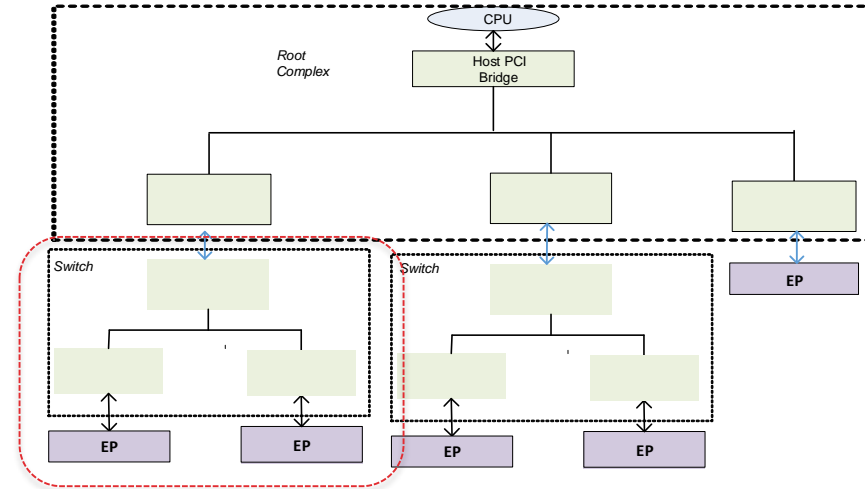 CPU
Root
Complex
Host PCI
Bridge
Switch
Switch
EP
EP
EP
EP
EP